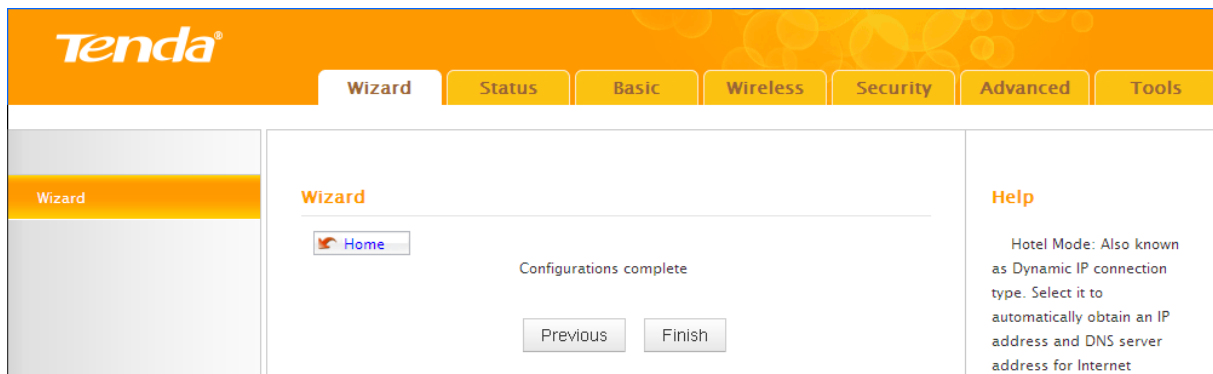 Tenda®
Wizard Status Basic Wireless Security Advanced Tools
Wizard
Wizard
Home
Configurations complete
Previous Finish
Help
Hotel Mode: Also known
as Dynamic IP connection
type. Select it to
automatically obtain an IP
address and DNS server
address for Internet